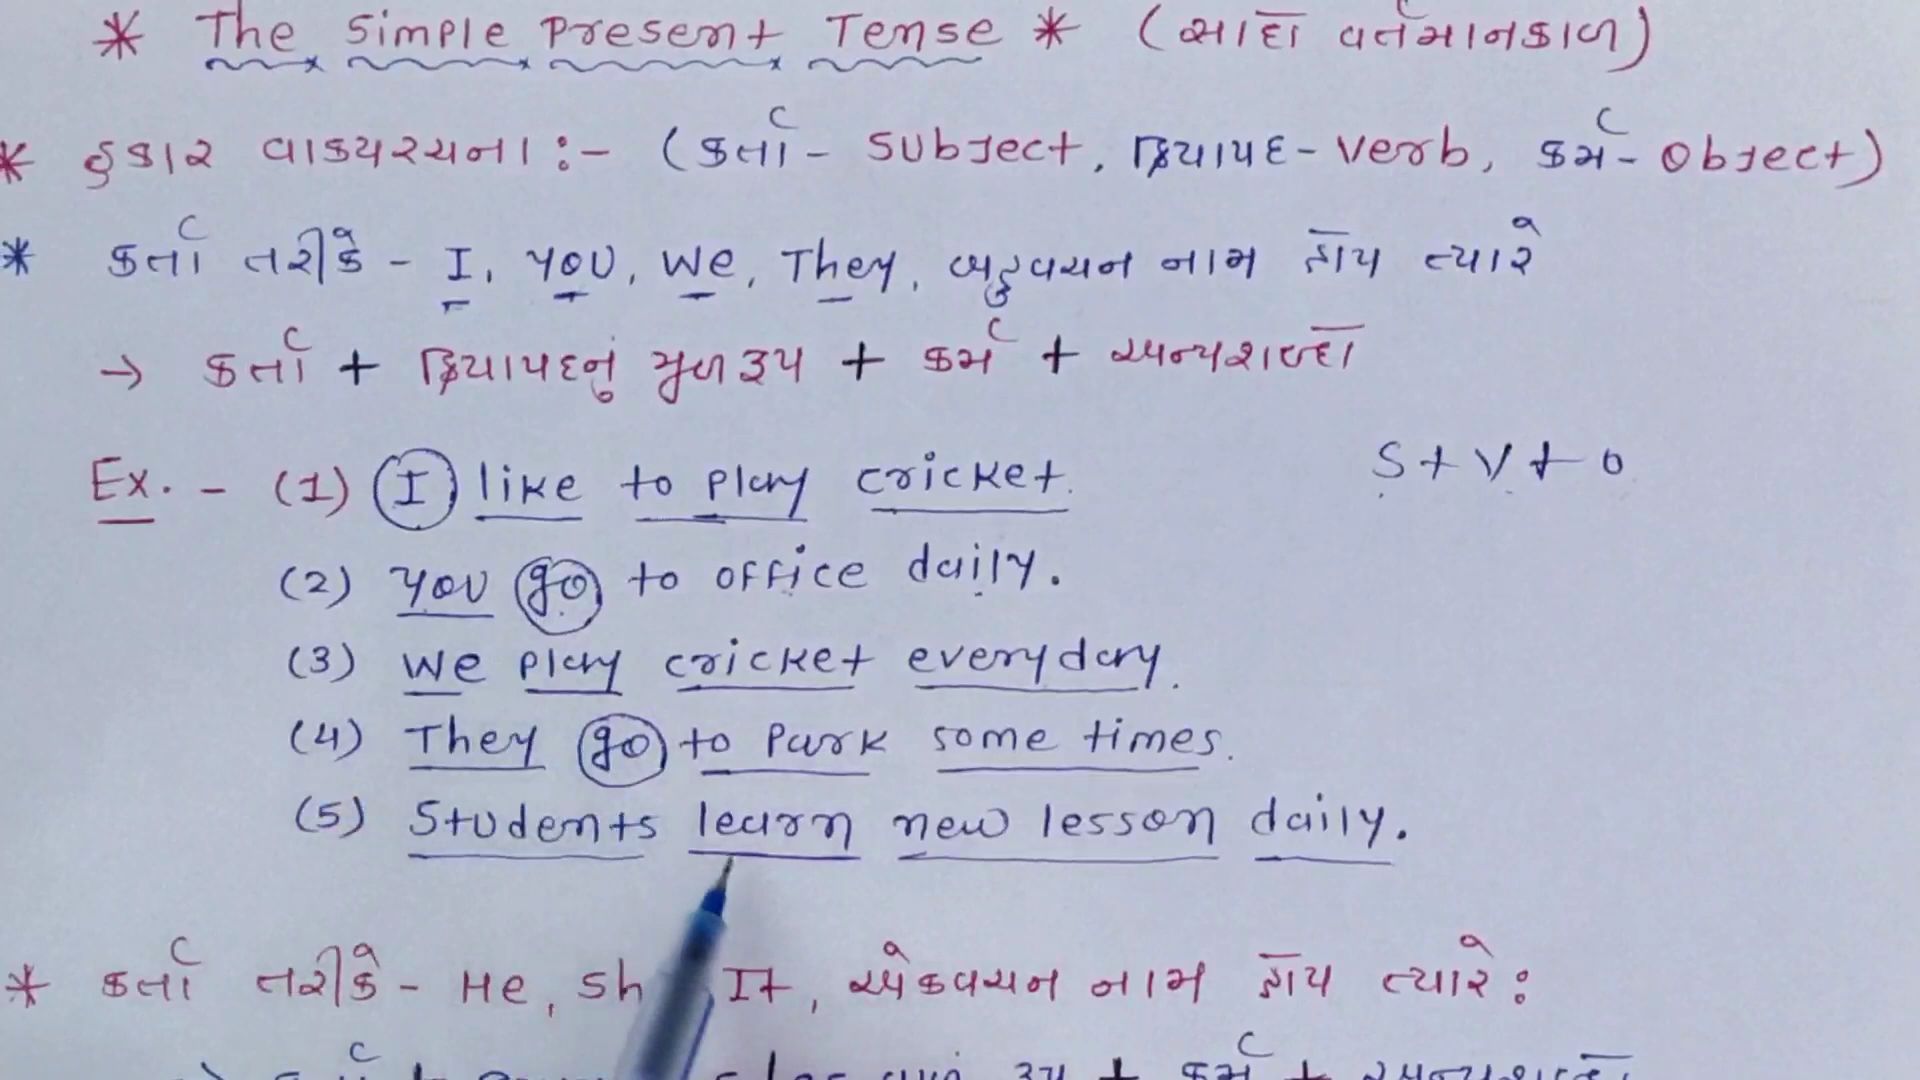 * The Simple Present Tense * (સાદો વર્તમાનકાળ)
* હકાર વાક્યરચના :- (કર્તા - Subject, ક્રિયાપદ - Verb, કર્મ - Object)
* કર્તા તરીકે - I, You, We, They, બહુવચન નામ હોય ત્યારે
→ કર્તા + ક્રિયાપદનું મુળરૂપ + કર્મ + અન્યશબ્દો
Ex. - (1) I like to play cricket.
S + V + O
(2) You go to office daily.
(3) We play cricket everyday.
(4) They go to Park some times.
(5) Students learn new lesson daily.
* કર્તા તરીકે - He, Sh It, એકવચન નામ હોય ત્યારે :
રૂપ + કર્મ + અન્યશબ્દો